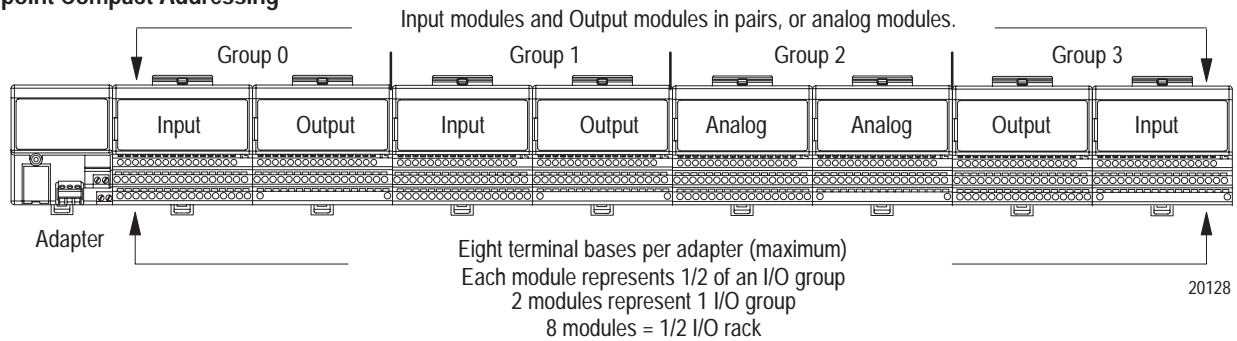 point Compact Addressing
Input modules and Output modules in pairs, or analog modules.
Group 0 Group 1 Group 2 Group 3
Input Output Input Output Analog Analog Output Input
Adapter
Eight terminal bases per adapter (maximum)
Each module represents 1/2 of an I/O group
2 modules represent 1 I/O group
8 modules = 1/2 I/O rack
20128